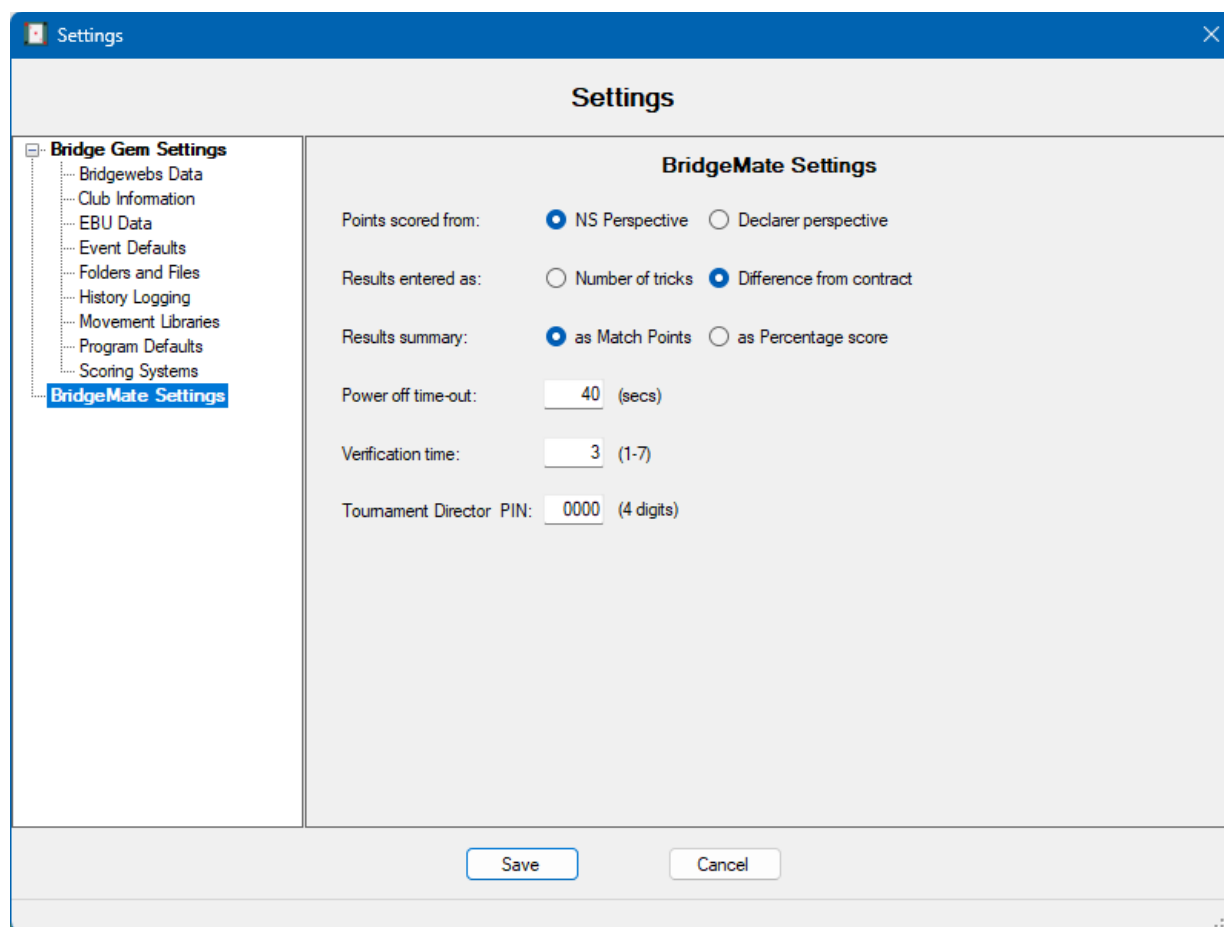 Settings
Settings
Bridge Gem Settings
Bridgewebs Data
Club Information
EBU Data
Event Defaults
Folders and Files
History Logging
Movement Libraries
Program Defaults
Scoring Systems
BridgeMate Settings
BridgeMate Settings
Points scored from: NS Perspective Declarer perspective
Results entered as: Number of tricks Difference from contract
Results summary: as Match Points as Percentage score
Power off time-out: 40 (secs)
Verification time: 3 (1-7)
Tournament Director PIN: 0000 (4 digits)
Save Cancel